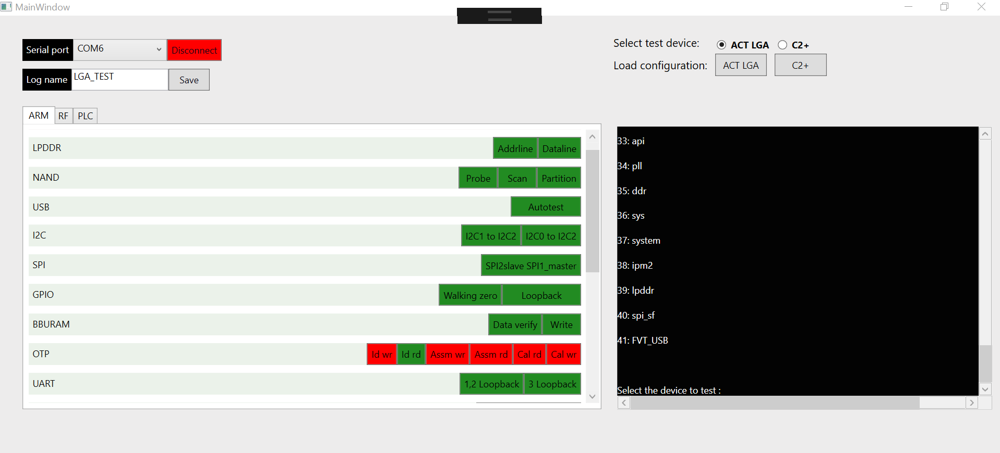 MainWindow
Serial port COM6 Disconnect
Select test device: ACT LGA C2+
Load configuration: ACT LGA C2+
Log name LGA_TEST Save
ARM RF PLC
LPDDR Addrline Dataline
NAND Probe Scan Partition
USB Autotest
I2C I2C1 to I2C2 I2C0 to I2C2
SPI SPI2slave SPI1_master
GPIO Walking zero Loopback
BBURAM Data verify Write
OTP Id wr Id rd Assm wr Assm rd Cal rd Cal wr
UART 1,2 Loopback 3 Loopback
33: api
34: pll
35: ddr
36: sys
37: system
38: ipm2
39: lpddr
40: spi_sf
41: FVT_USB
Select the device to test :